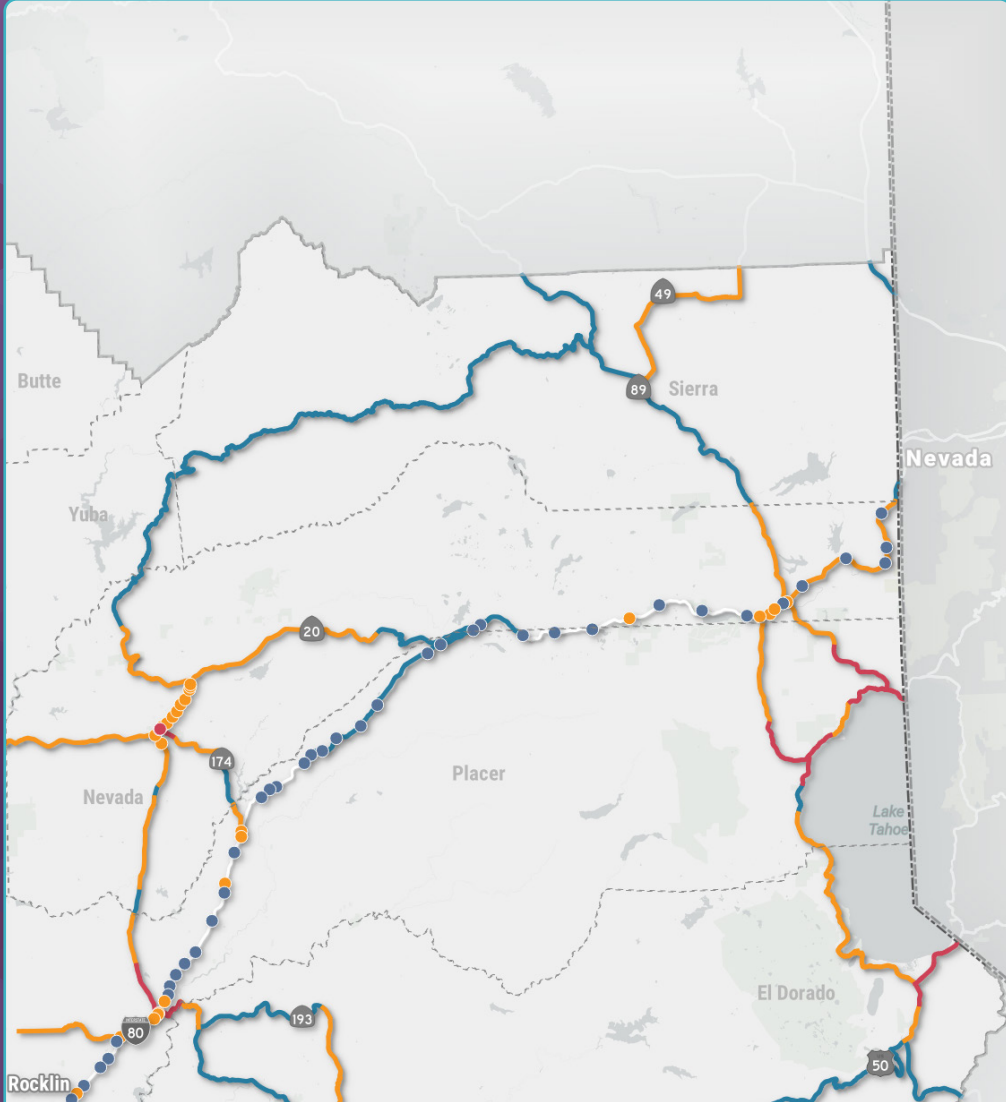 49
Butte
89
Sierra
Nevada
Yuba
20
174
Placer
Nevada
Lake
Tahoe
El Dorado
193
80
50
Rocklin